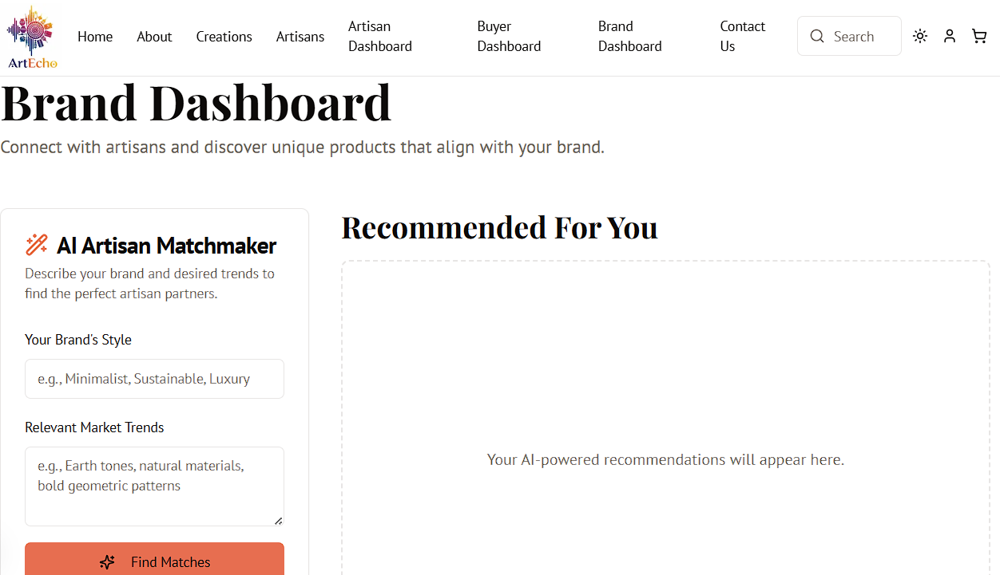 ArtEcho
Home
About
Creations
Artisans
Artisan
Dashboard
Buyer
Dashboard
Brand
Dashboard
Contact
Us
Search
Brand Dashboard
Connect with artisans and discover unique products that align with your brand.
AI Artisan Matchmaker
Describe your brand and desired trends to
find the perfect artisan partners.
Your Brand's Style
e.g., Minimalist, Sustainable, Luxury
Relevant Market Trends
e.g., Earth tones, natural materials,
bold geometric patterns
Find Matches
Recommended For You
Your AI-powered recommendations will appear here.